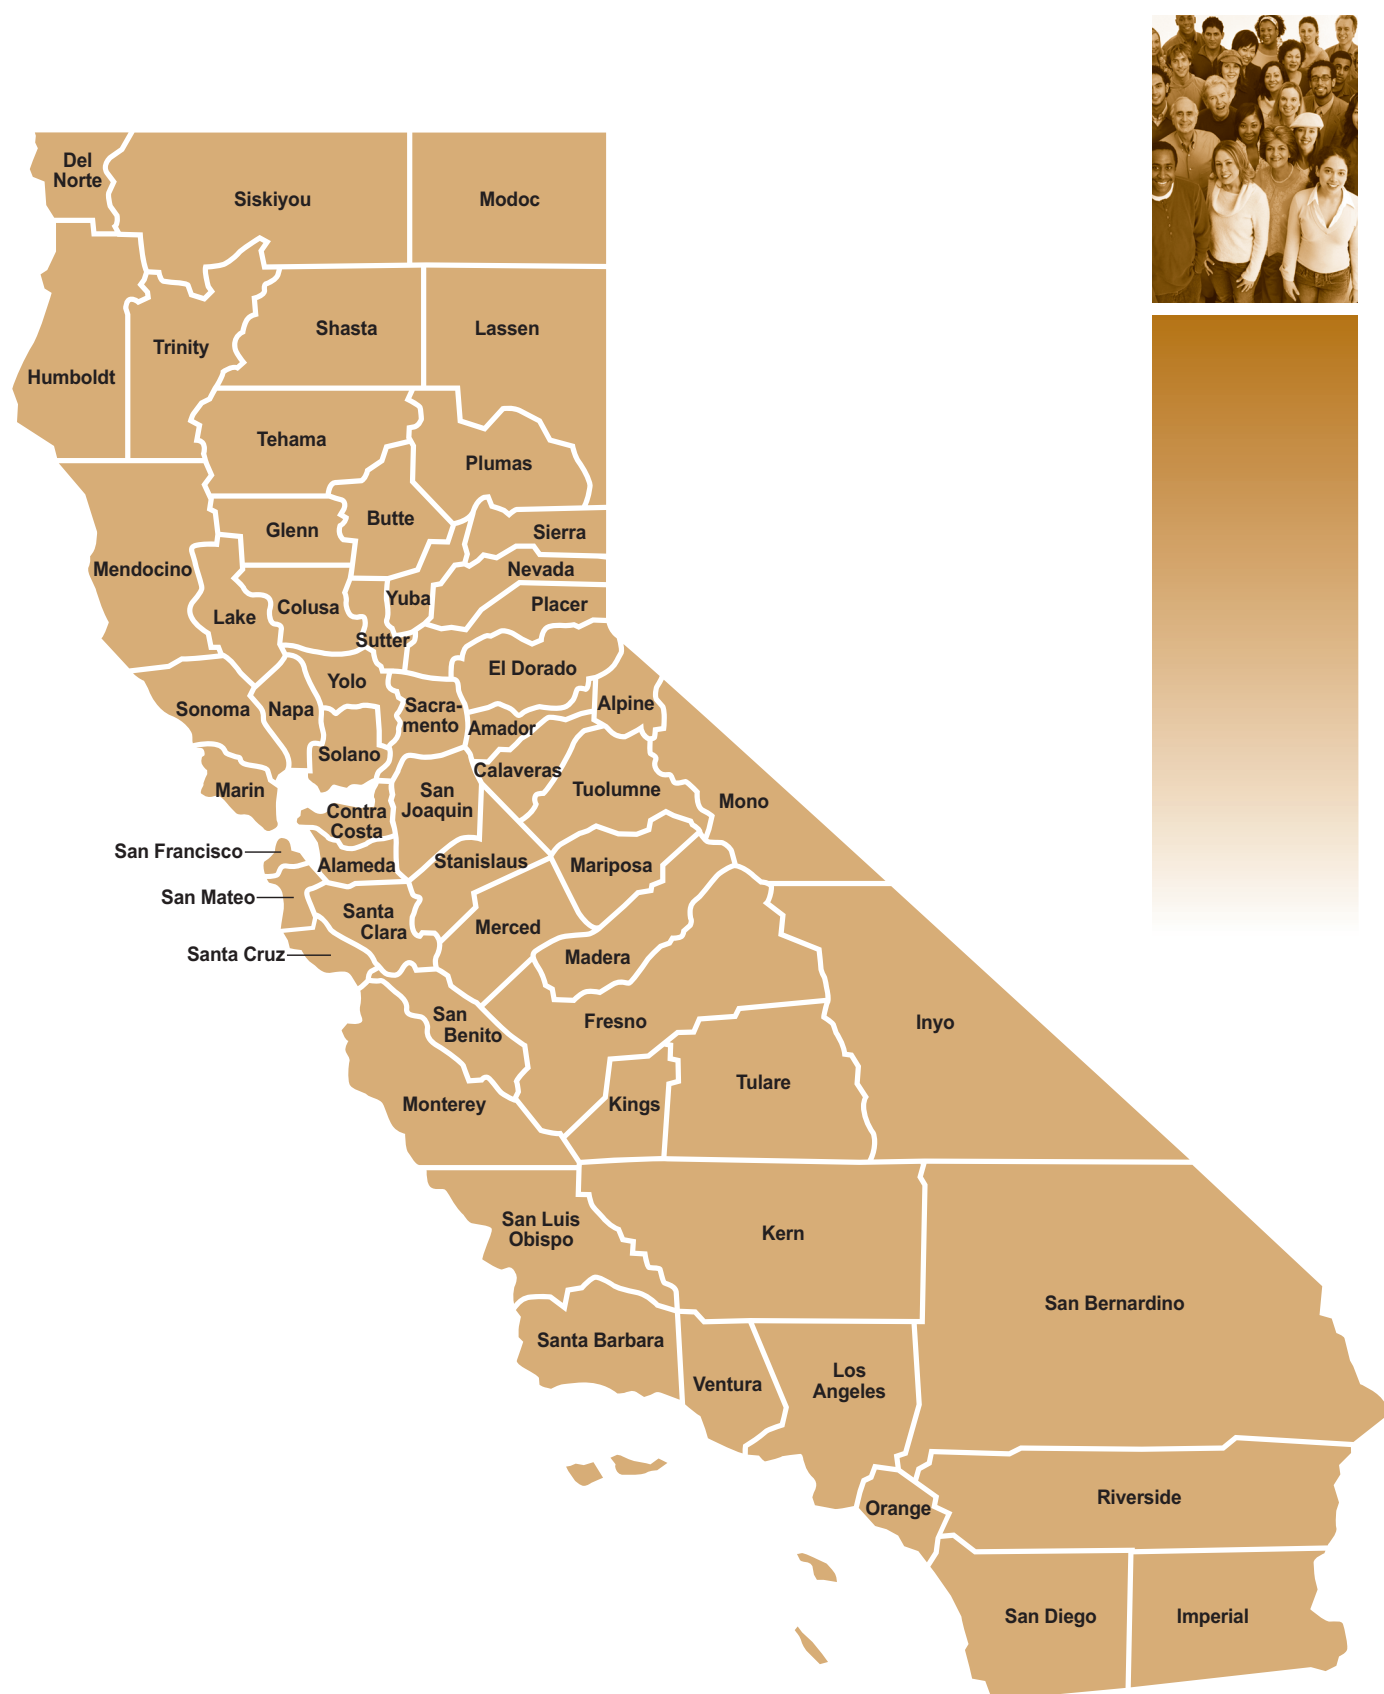 Del
Norte
Siskiyou
Modoc
Shasta
Lassen
Trinity
Humboldt
Tehama
Plumas
Butte
Glenn
Sierra
Mendocino
Nevada
Yuba
Placer
Colusa
Lake
Sutter
El Dorado
Yolo
Sonoma
Napa
Sacra-
mento
Alpine
Amador
Solano
Calaveras
Marin
San
Joaquin
Tuolumne
Mono
Contra
Costa
San Francisco
Alameda
Stanislaus
Mariposa
San Mateo
Santa
Clara
Merced
Santa Cruz
Madera
San
Benito
Fresno
Inyo
Tulare
Monterey
Kings
San Luis
Obispo
Kern
San Bernardino
Santa Barbara
Ventura
Los
Angeles
Riverside
Orange
San Diego
Imperial